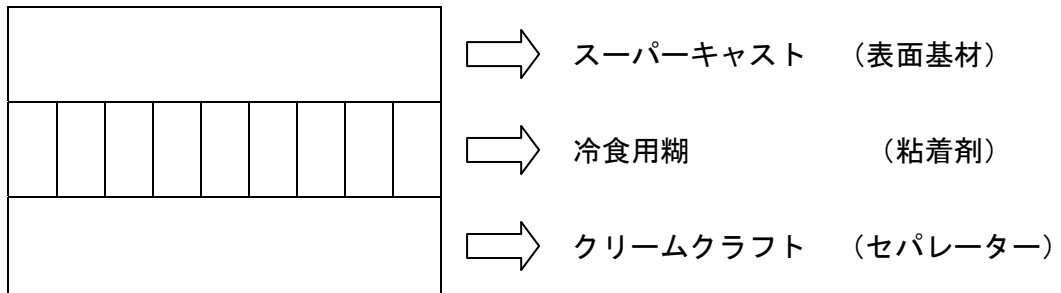 スーパーキャスト （表面基材）
冷食用糊 （粘着剤）
クリームクラフト （セパレーター）